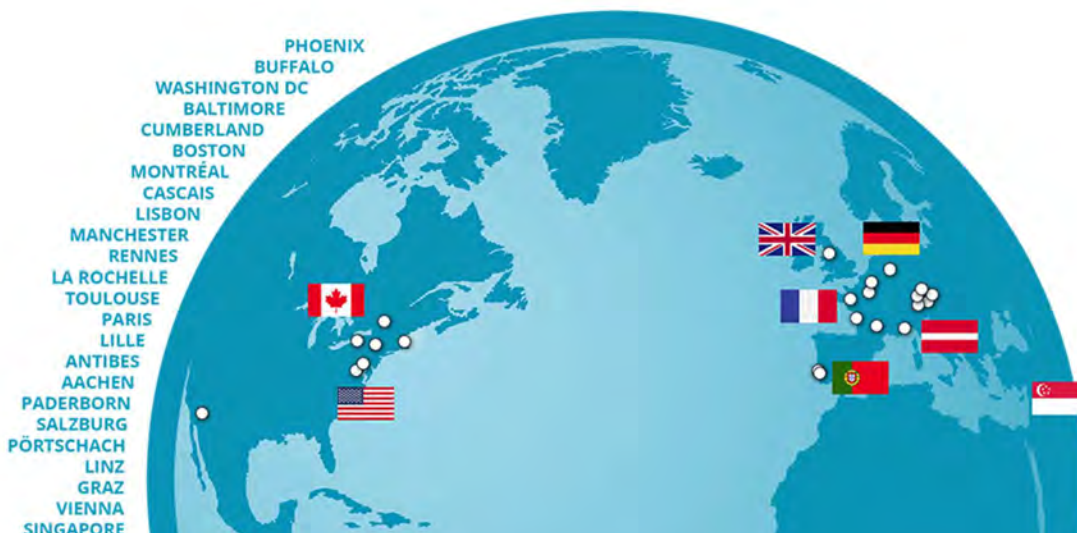 PHOENIX
BUFFALO
WASHINGTON DC
BALTIMORE
CUMBERLAND
BOSTON
MONTRÉAL
CASCAIS
LISBON
MANCHESTER
RENNES
LA ROCHELLE
TOULOUSE
PARIS
LILLE
ANTIBES
AACHEN
PADERBORN
SALZBURG
PÖRTSCHACH
LINZ
GRAZ
VIENNA
SINGAPORE